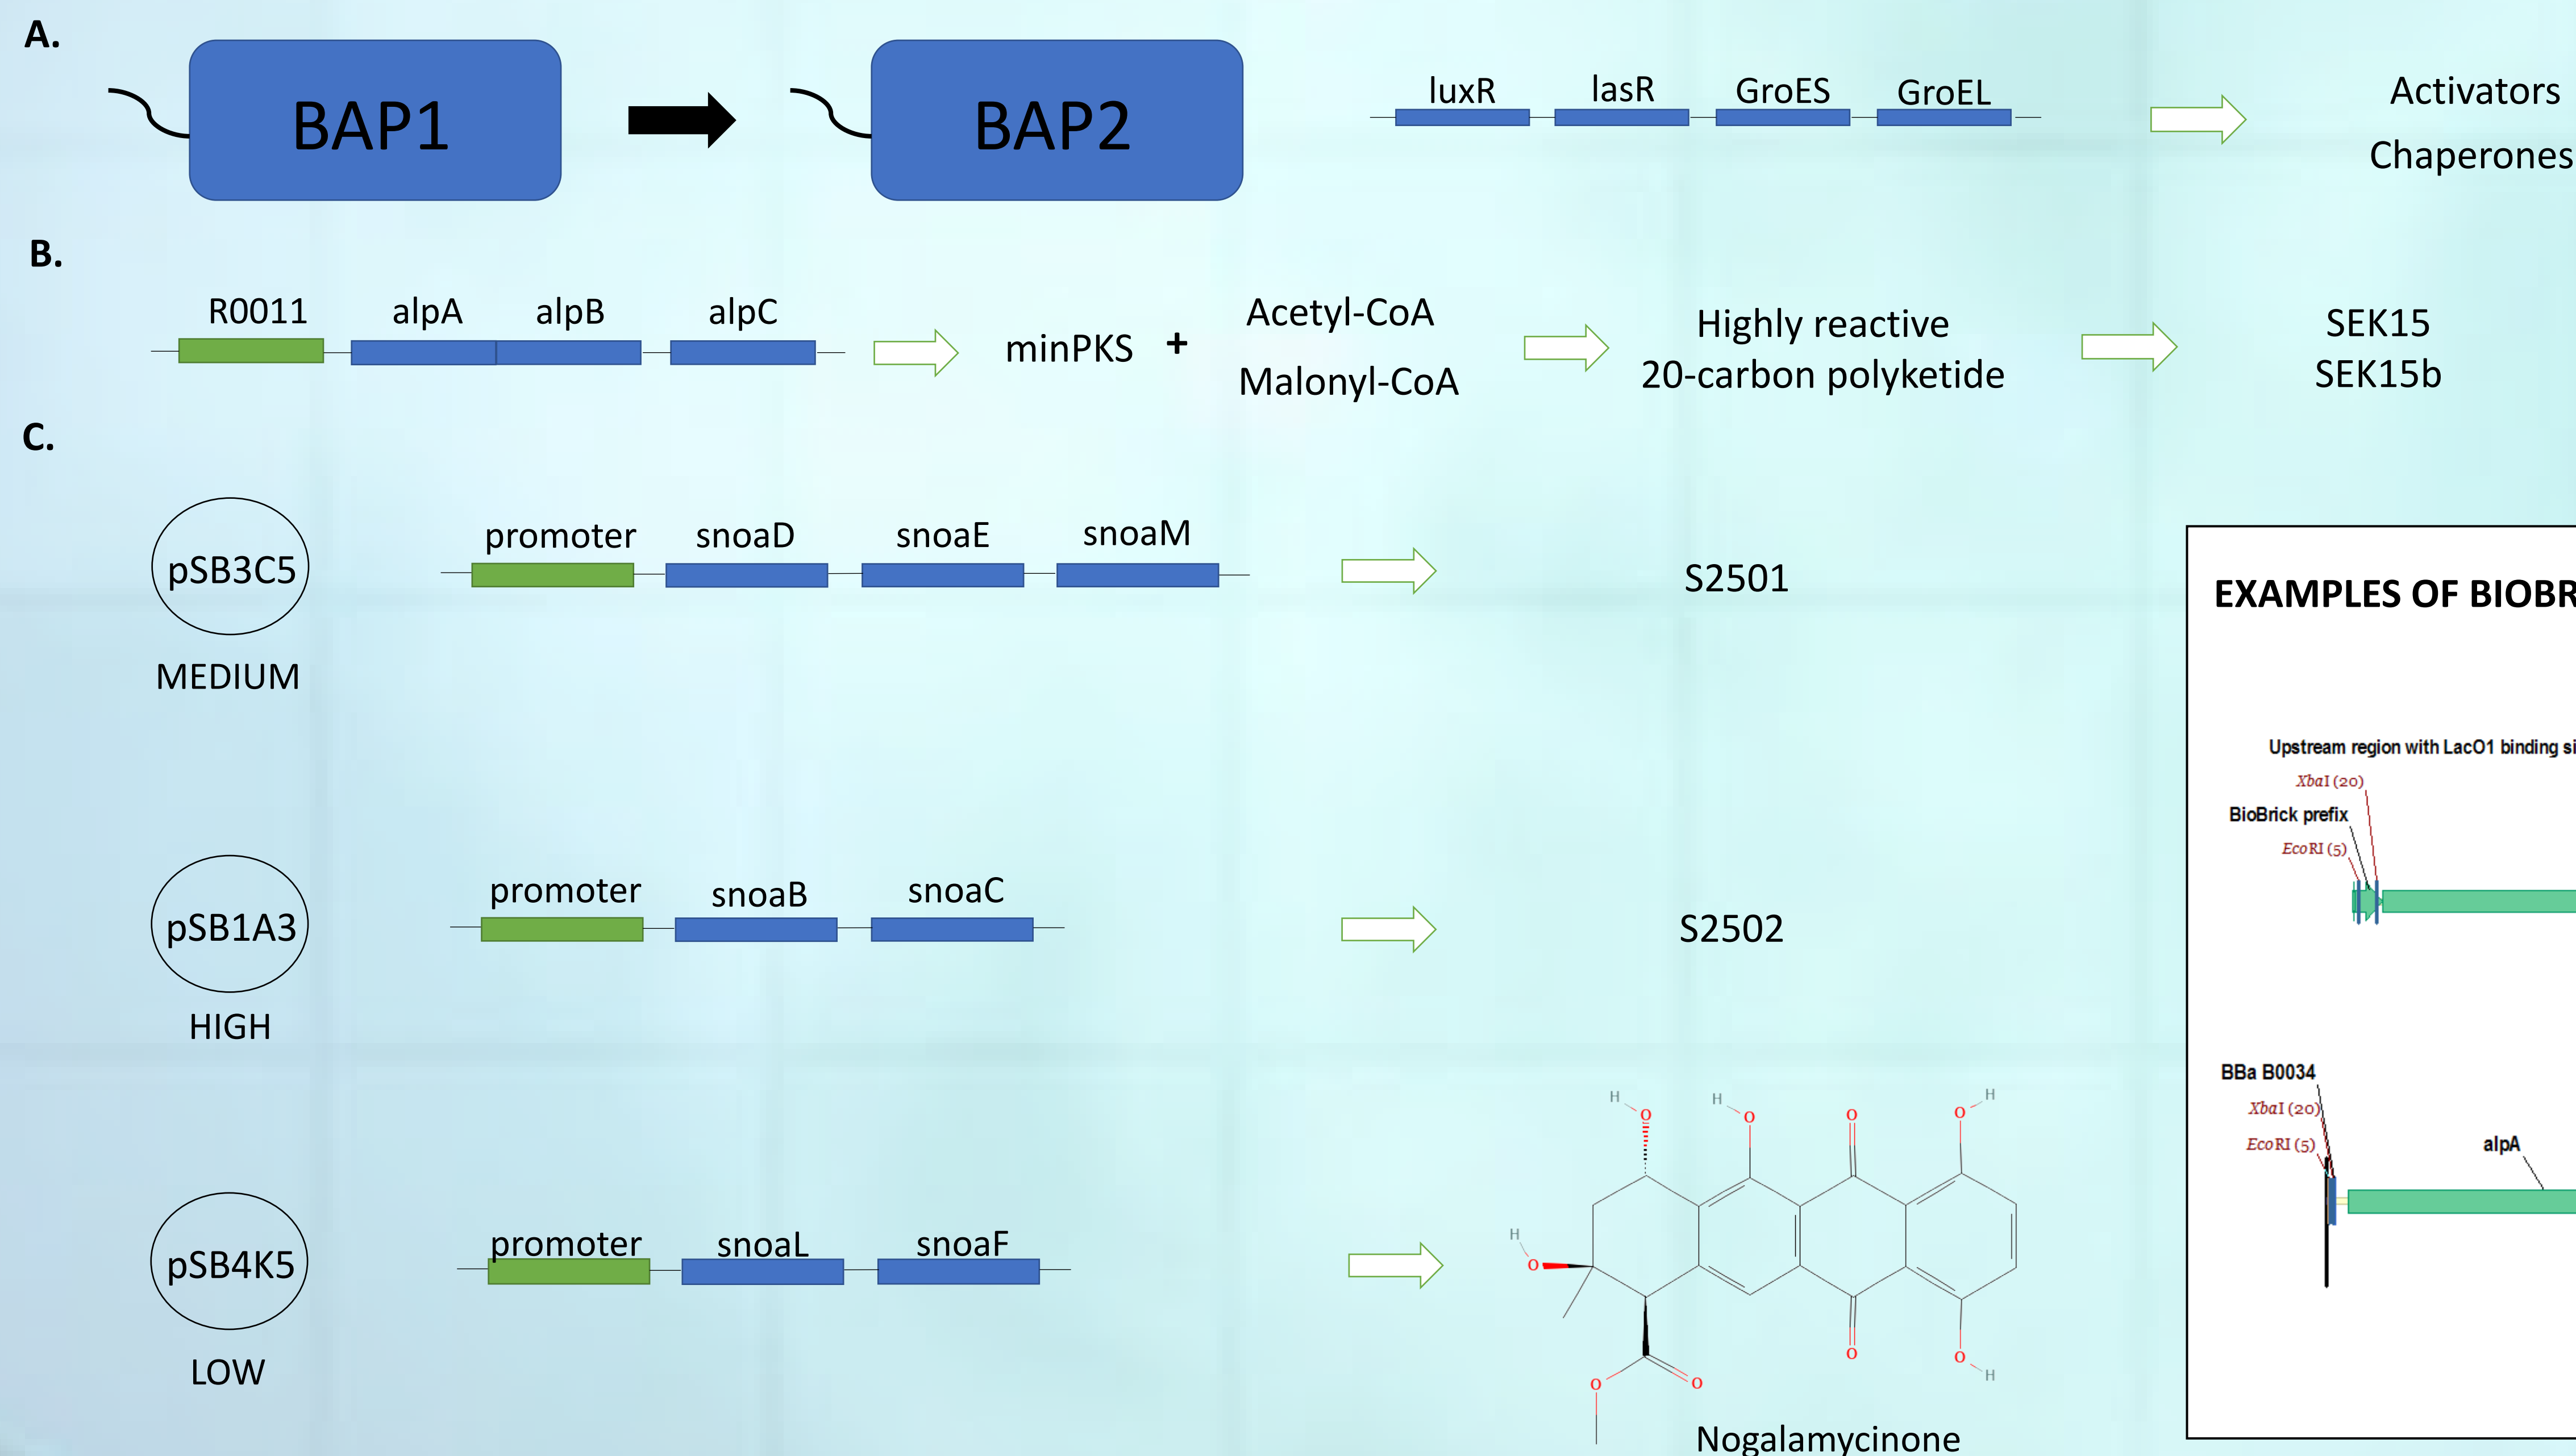 A.
BAP1
BAP2
luxR
lasR
GroES
GroEL
Activators
Chaperones
B.
R0011
alpA
alpB
alpC
minPKS
+
Acetyl-CoA
Malonyl-CoA
Highly reactive
20-carbon polyketide
SEK15
SEK15b
C.
pSB3C5
MEDIUM
promoter
snoaD
snoaE
snoaM
S2501
pSB1A3
HIGH
promoter
snoaB
snoaC
S2502
pSB4K5
LOW
promoter
snoaL
snoaF
H
O
H
O
O
O
H
H
O
O
O
O
O
H
Nogalamycinone
EXAMPLES OF BIOBR
Upstream region with LacO1 binding si
XbaI (20)
BioBrick prefix
EcoRI (5)
BBa B0034
XbaI (20)
EcoRI (5)
alpA